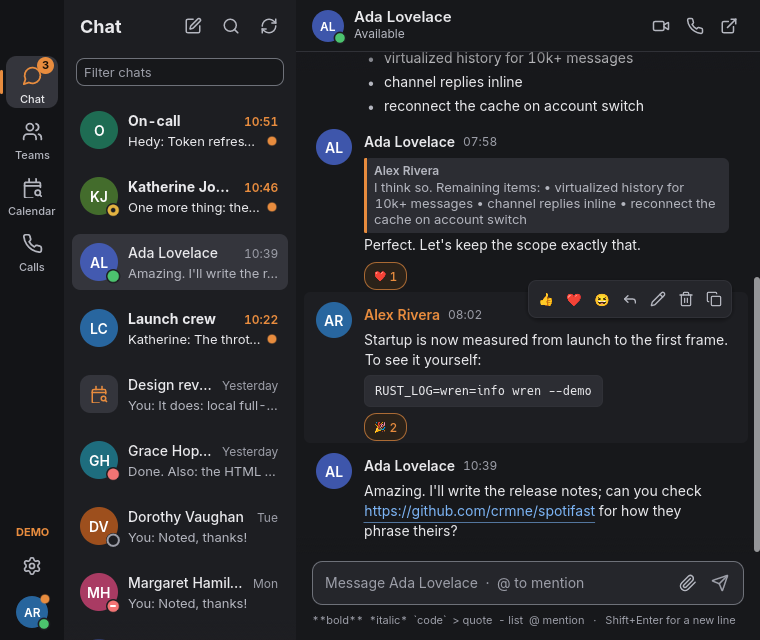 3
Chat
Teams
Calendar
Calls
DEMO
AR
Chat
Filter chats
O
On-call
10:51
Hedy: Token refres...
KJ
Katherine Jo...
10:46
One more thing: the...
AL
Ada Lovelace
10:39
Amazing. I'll write the r...
LC
Launch crew
10:22
Katherine: The throt...
Design rev...
Yesterday
You: It does: local full-...
GH
Grace Hop...
Yesterday
Done. Also: the HTML ...
DV
Dorothy Vaughan
Tue
You: Noted, thanks!
MH
Margaret Hamil...
Mon
You: Noted, thanks!
AL
Ada Lovelace
Available
• virtualized history for 10k+ messages
• channel replies inline
• reconnect the cache on account switch
AL
Ada Lovelace 07:58
Alex Rivera
I think so. Remaining items: • virtualized history for
10k+ messages • channel replies inline • reconnect the
cache on account switch
Perfect. Let's keep the scope exactly that.
❤️ 1
👍 ❤️ 😆
AR
Alex Rivera 08:02
Startup is now measured from launch to the first frame.
To see it yourself:
RUST_LOG=wren=info wren --demo
🎉 2
AL
Ada Lovelace 10:39
Amazing. I'll write the release notes; can you check
https://github.com/crmne/spotifast for how they
phrase theirs?
Message Ada Lovelace · @ to mention
**bold** *italic* `code` > quote - list @ mention · Shift+Enter for a new line